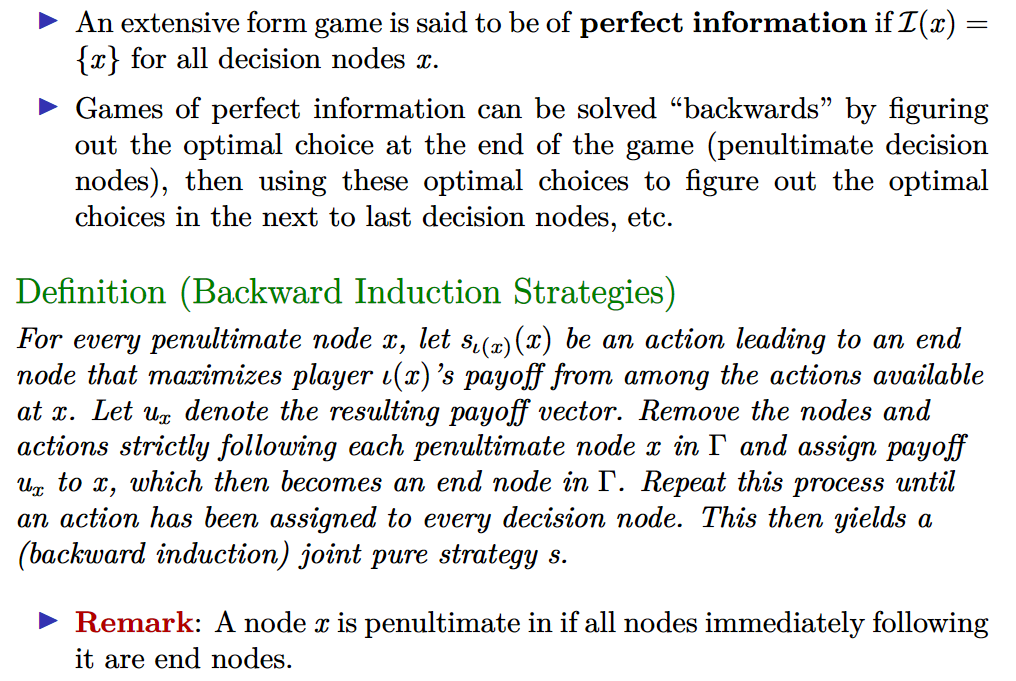 ▶ An extensive form game is said to be of perfect information if ℐ(x) =
{x} for all decision nodes x.
▶ Games of perfect information can be solved “backwards” by figuring
out the optimal choice at the end of the game (penultimate decision
nodes), then using these optimal choices to figure out the optimal
choices in the next to last decision nodes, etc.
Definition (Backward Induction Strategies)
For every penultimate node x, let s_{ι(x)}(x) be an action leading to an end
node that maximizes player ι(x)’s payoff from among the actions available
at x. Let u_x denote the resulting payoff vector. Remove the nodes and
actions strictly following each penultimate node x in Γ and assign payoff
u_x to x, which then becomes an end node in Γ. Repeat this process until
an action has been assigned to every decision node. This then yields a
(backward induction) joint pure strategy s.
▶ Remark: A node x is penultimate in if all nodes immediately following
it are end nodes.